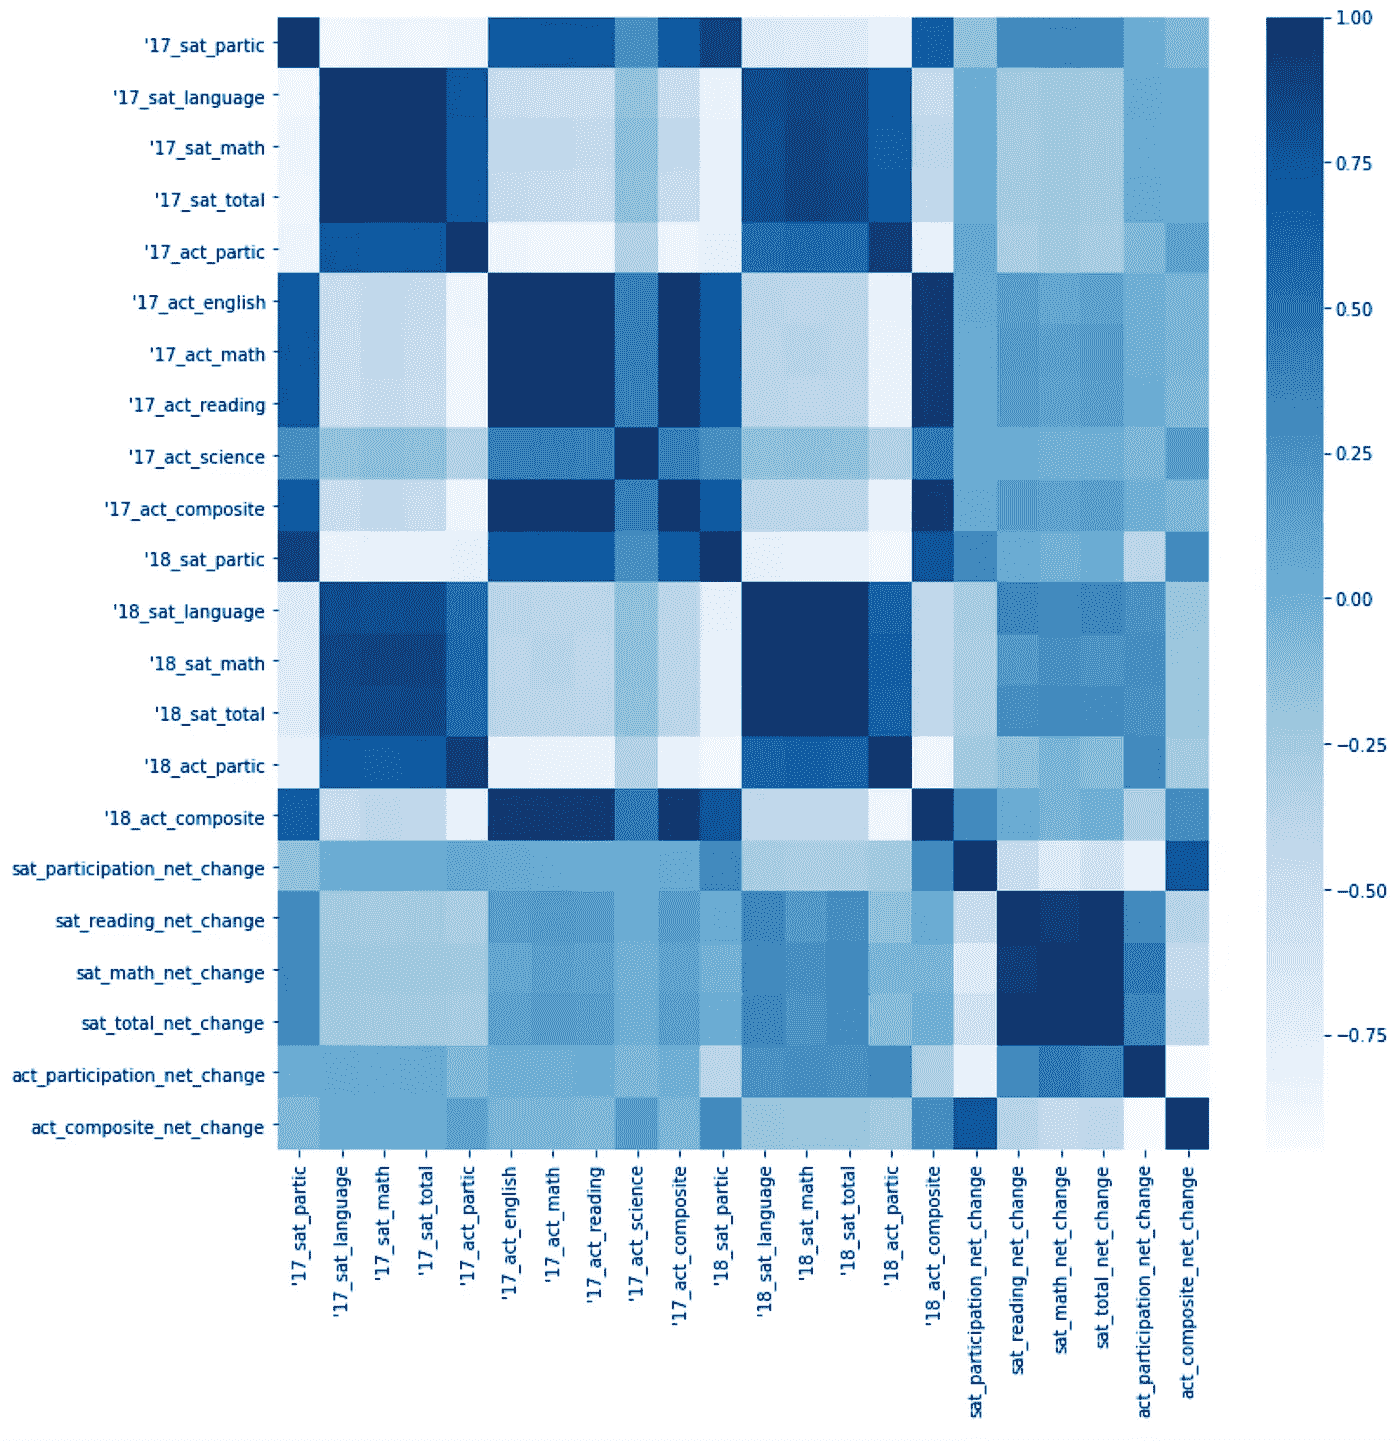 '17_sat_partic
'17_sat_language
'17_sat_math
'17_sat_total
'17_act_partic
'17_act_english
'17_act_math
'17_act_reading
'17_act_science
'17_act_composite
'18_sat_partic
'18_sat_language
'18_sat_math
'18_sat_total
'18_act_partic
'18_act_composite
sat_participation_net_change
sat_reading_net_change
sat_math_net_change
sat_total_net_change
act_participation_net_change
act_composite_net_change
'17_sat_partic
'17_sat_language
'17_sat_math
'17_sat_total
'17_act_partic
'17_act_english
'17_act_math
'17_act_reading
'17_act_science
'17_act_composite
'18_sat_partic
'18_sat_language
'18_sat_math
'18_sat_total
'18_act_partic
'18_act_composite
sat_participation_net_change
sat_reading_net_change
sat_math_net_change
sat_total_net_change
act_participation_net_change
act_composite_net_change
1.00
0.75
0.50
0.25
0.00
−0.25
−0.50
−0.75